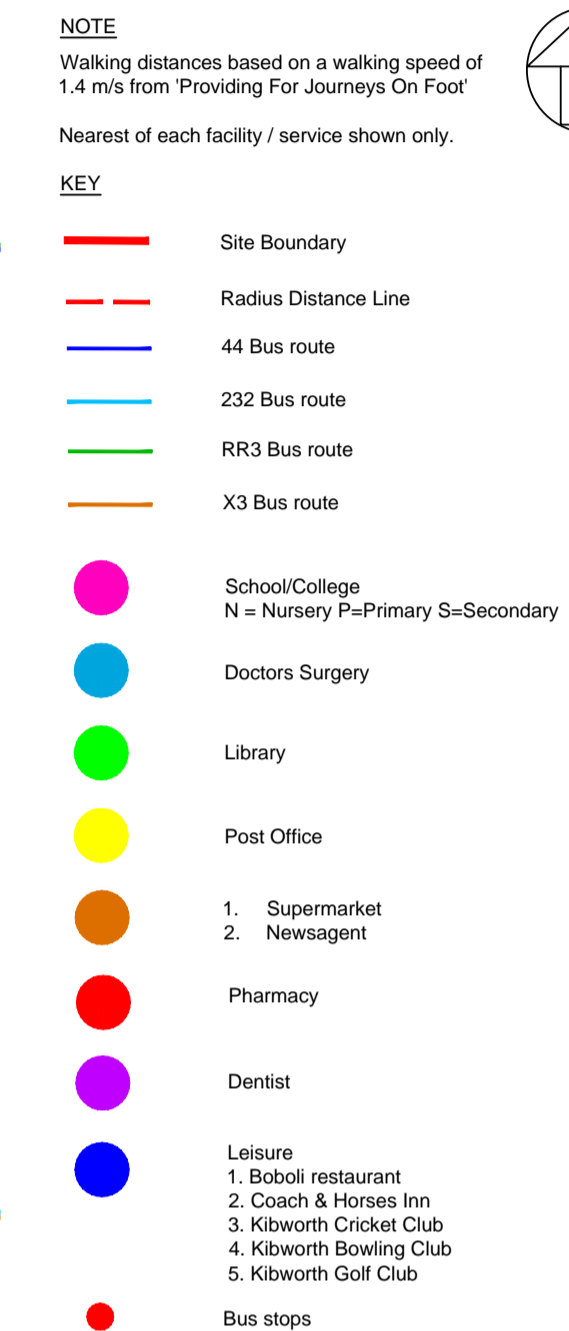 NOTE
Walking distances based on a walking speed of
1.4 m/s from 'Providing For Journeys On Foot'
Nearest of each facility / service shown only.
KEY
Site Boundary
Radius Distance Line
44 Bus route
232 Bus route
RR3 Bus route
X3 Bus route
School/College
N = Nursery P=Primary S=Secondary
Doctors Surgery
Library
Post Office
1. Supermarket
2. Newsagent
Pharmacy
Dentist
Leisure
1. Boboli restaurant
2. Coach & Horses Inn
3. Kibworth Cricket Club
4. Kibworth Bowling Club
5. Kibworth Golf Club
Bus stops